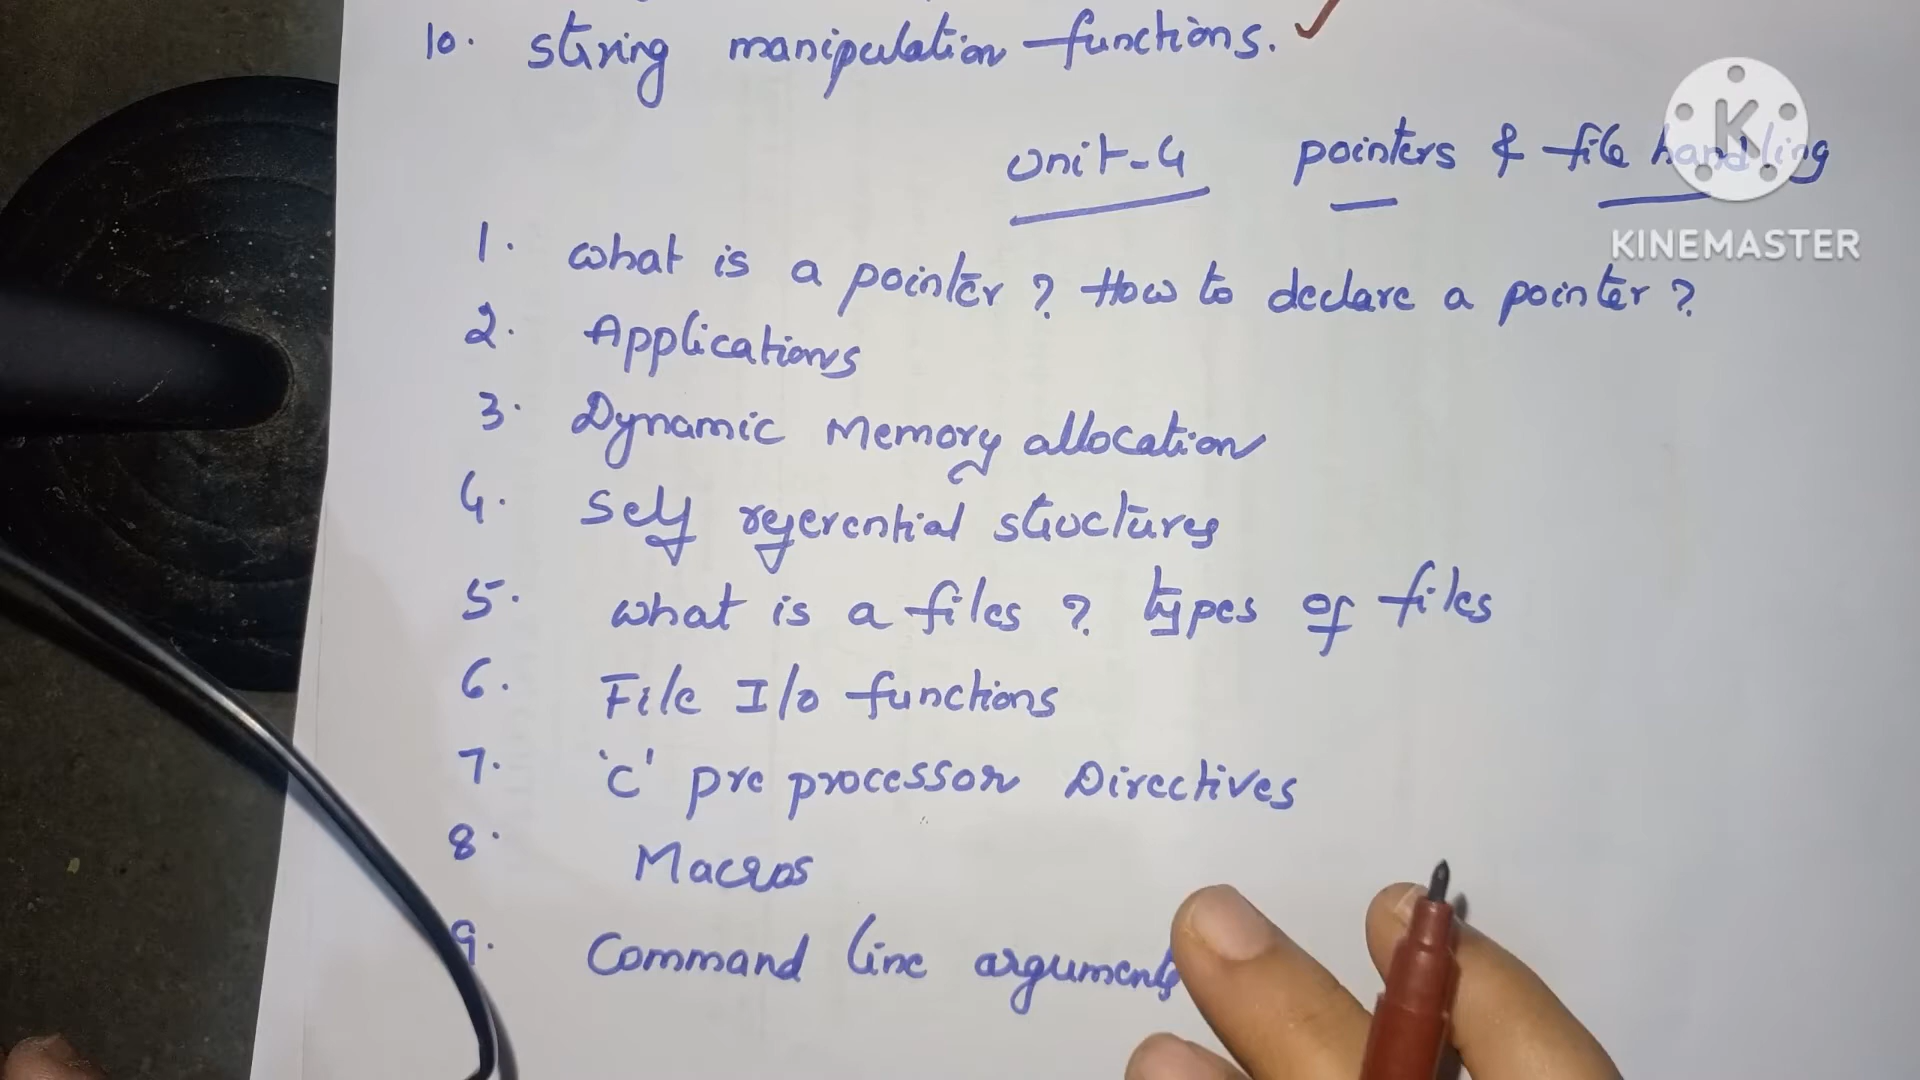 10. string manipulation functions.
Unit-4 pointers & file handling
K
KINEMASTER
1. what is a pointer? How to declare a pointer?
2. Applications
3. Dynamic Memory allocation
4. Self referential structures
5. what is a files? types of files
6. File I/o functions
7. 'C' pre processor Directives
8. Macros
9. Command line arguments